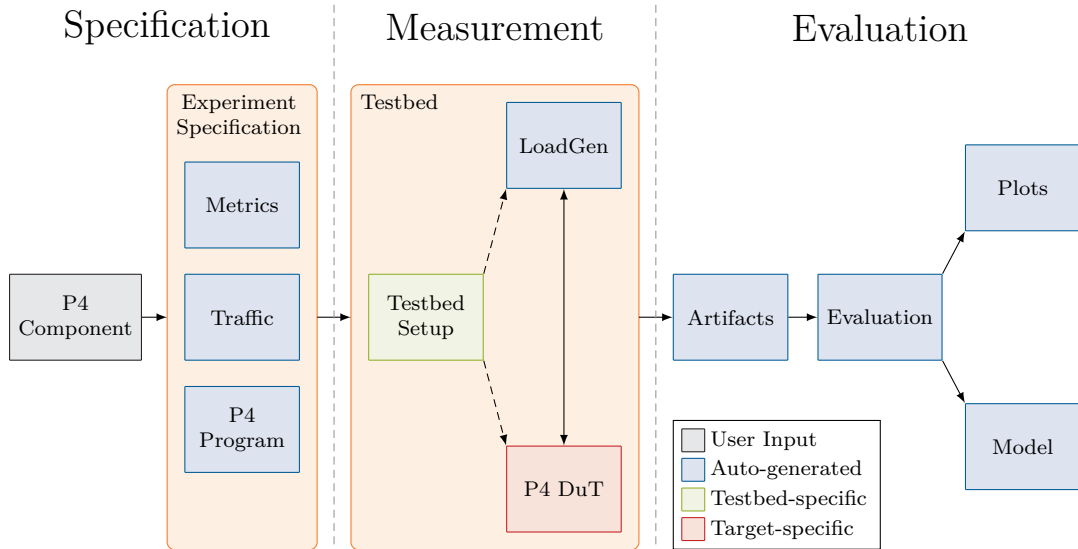 Specification
Measurement
Evaluation
Experiment
Specification
Metrics
P4
Component
Traffic
P4
Program
Testbed
LoadGen
Testbed
Setup
P4 DuT
Artifacts
Evaluation
Plots
Model
User Input
Auto-generated
Testbed-specific
Target-specific